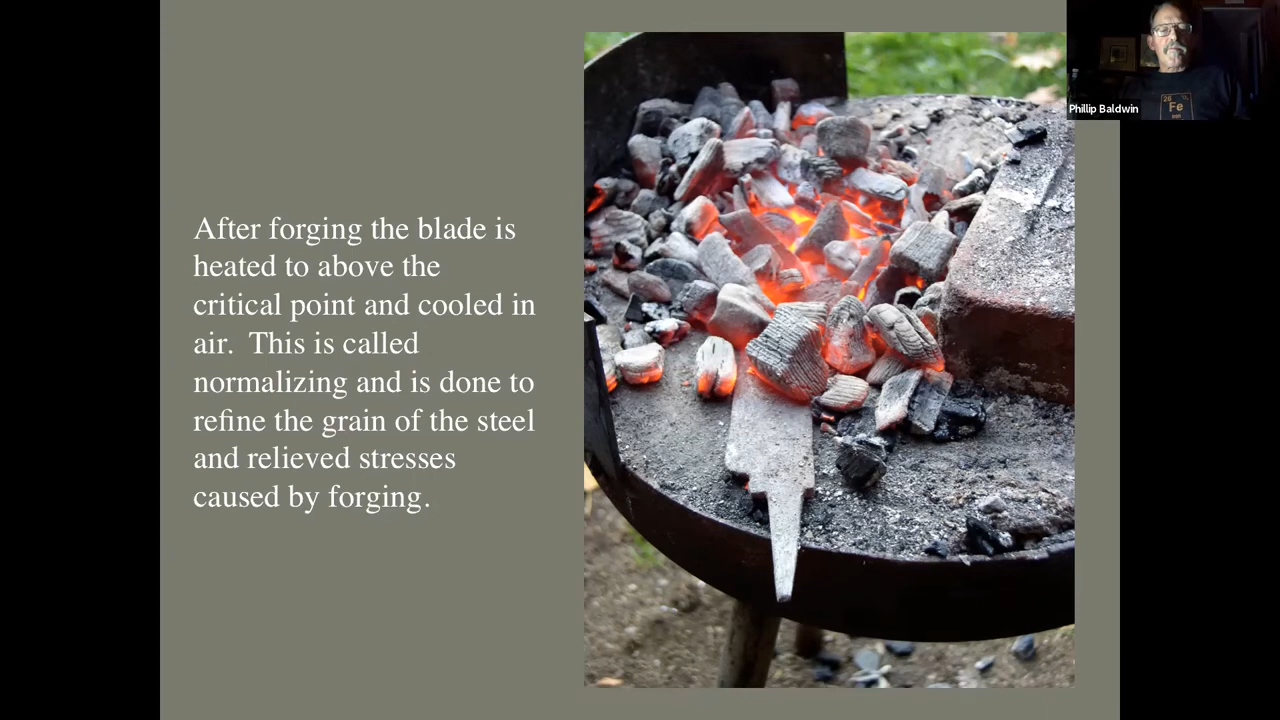 After forging the blade is
heated to above the
critical point and cooled in
air.  This is called
normalizing and is done to
refine the grain of the steel
and relieved stresses
caused by forging.
26
Fe
Phillip Baldwin